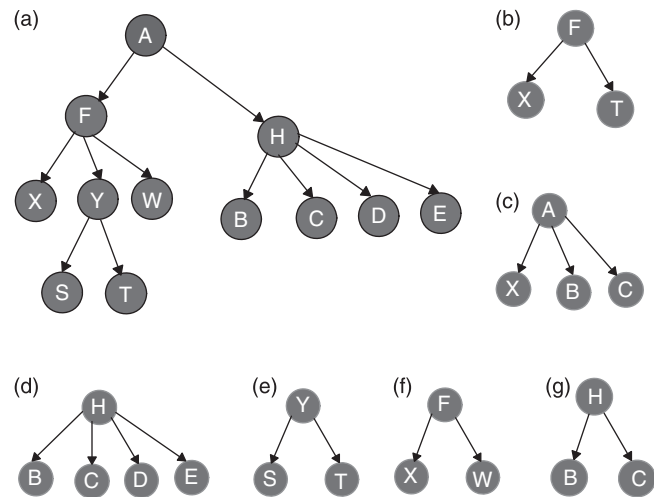 (a)
A
F
H
X Y W
B C D E
S T
(b)
F
X T
(c)
A
X B C
(d)
H
B C D E
(e)
Y
S T
(f)
F
X W
(g)
H
B C